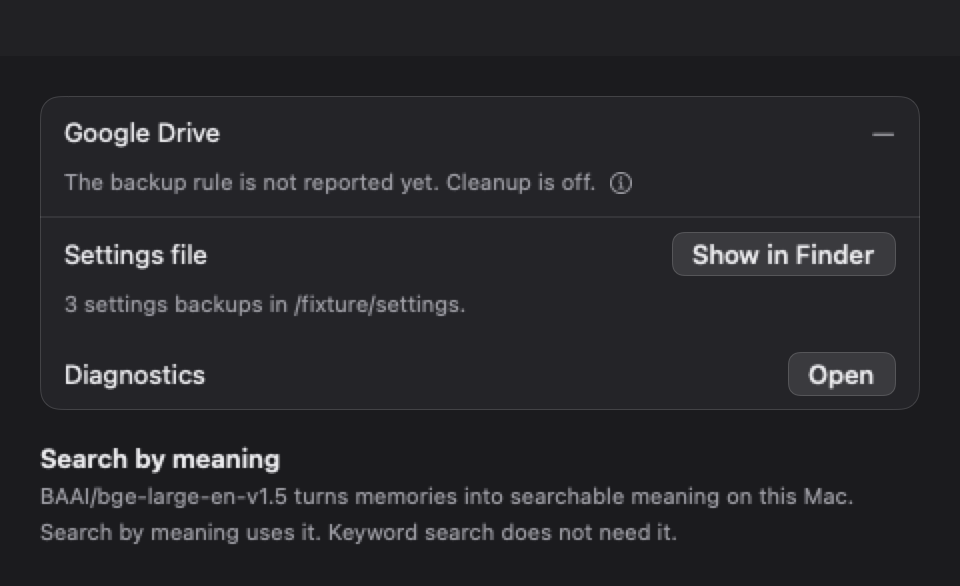 Google Drive
—
The backup rule is not reported yet. Cleanup is off.
Settings file
Show in Finder
3 settings backups in /fixture/settings.
Diagnostics
Open
Search by meaning
BAAI/bge-large-en-v1.5 turns memories into searchable meaning on this Mac.
Search by meaning uses it. Keyword search does not need it.